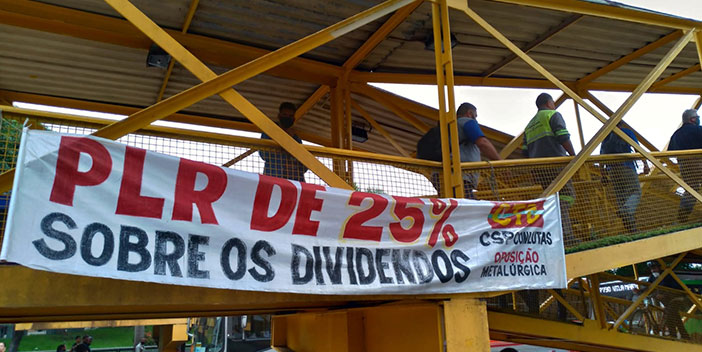 PLR DE 25%
SOBRE OS DIVIDENDOS
CSP CONLUTAS
OPOSIÇÃO
METALÚRGICA